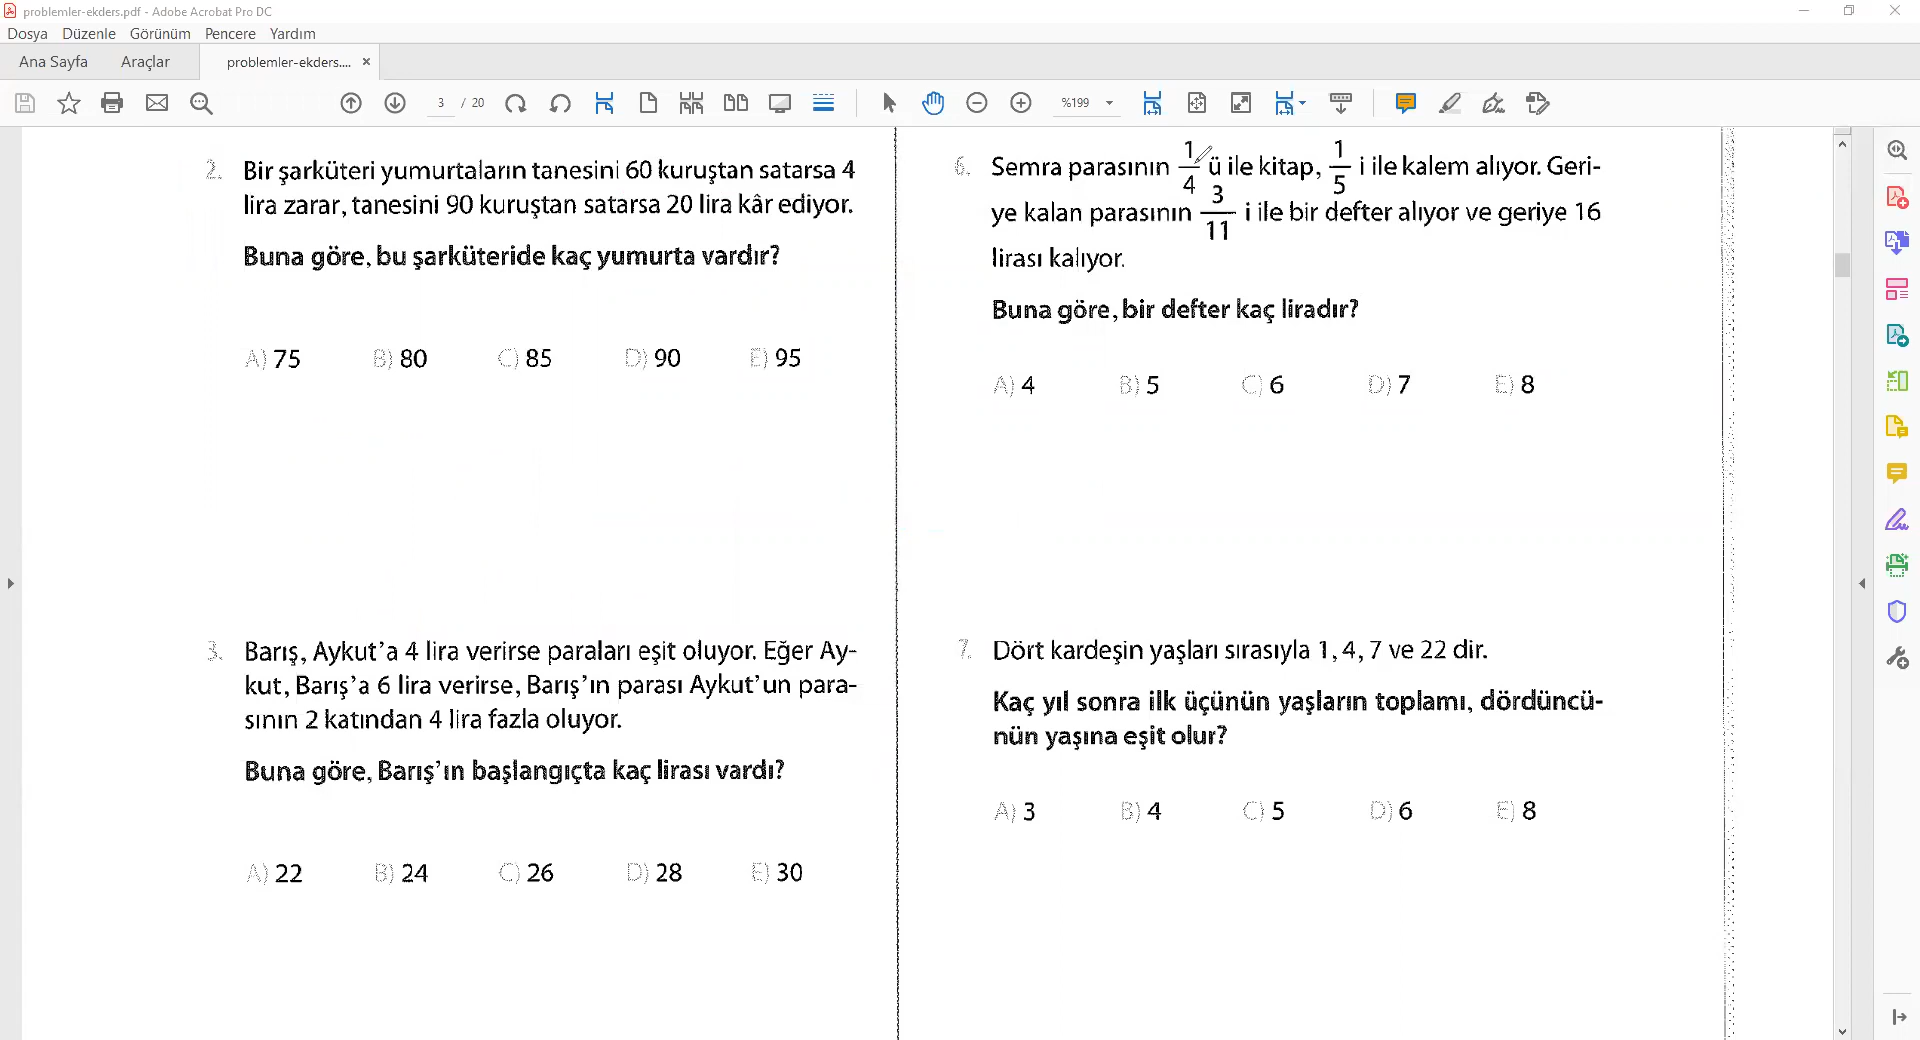 problemler-ekders.pdf - Adobe Acrobat Pro DC
Dosya Düzenle Görünüm Pencere Yardım
Ana Sayfa Araçlar problemler-ekders.... ×
3 / 20 %199
2. Bir şarküteri yumurtaların tanesini 60 kuruştan satarsa 4
lira zarar, tanesini 90 kuruştan satarsa 20 lira kâr ediyor.
Buna göre, bu şarküteride kaç yumurta vardır?
A) 75 B) 80 C) 85 D) 90 E) 95
3. Barış, Aykut'a 4 lira verirse paraları eşit oluyor. Eğer Ay-
kut, Barış'a 6 lira verirse, Barış'ın parası Aykut'un para-
sının 2 katından 4 lira fazla oluyor.
Buna göre, Barış'ın başlangıçta kaç lirası vardı?
A) 22 B) 24 C) 26 D) 28 E) 30
6. Semra parasının 1/4 ü ile kitap, 1/5 i ile kalem alıyor. Geri-
ye kalan parasının 3/11 i ile bir defter alıyor ve geriye 16
lirası kalıyor.
Buna göre, bir defter kaç liradır?
A) 4 B) 5 C) 6 D) 7 E) 8
7. Dört kardeşin yaşları sırasıyla 1, 4, 7 ve 22 dir.
Kaç yıl sonra ilk üçünün yaşların toplamı, dördüncü-
nün yaşına eşit olur?
A) 3 B) 4 C) 5 D) 6 E) 8